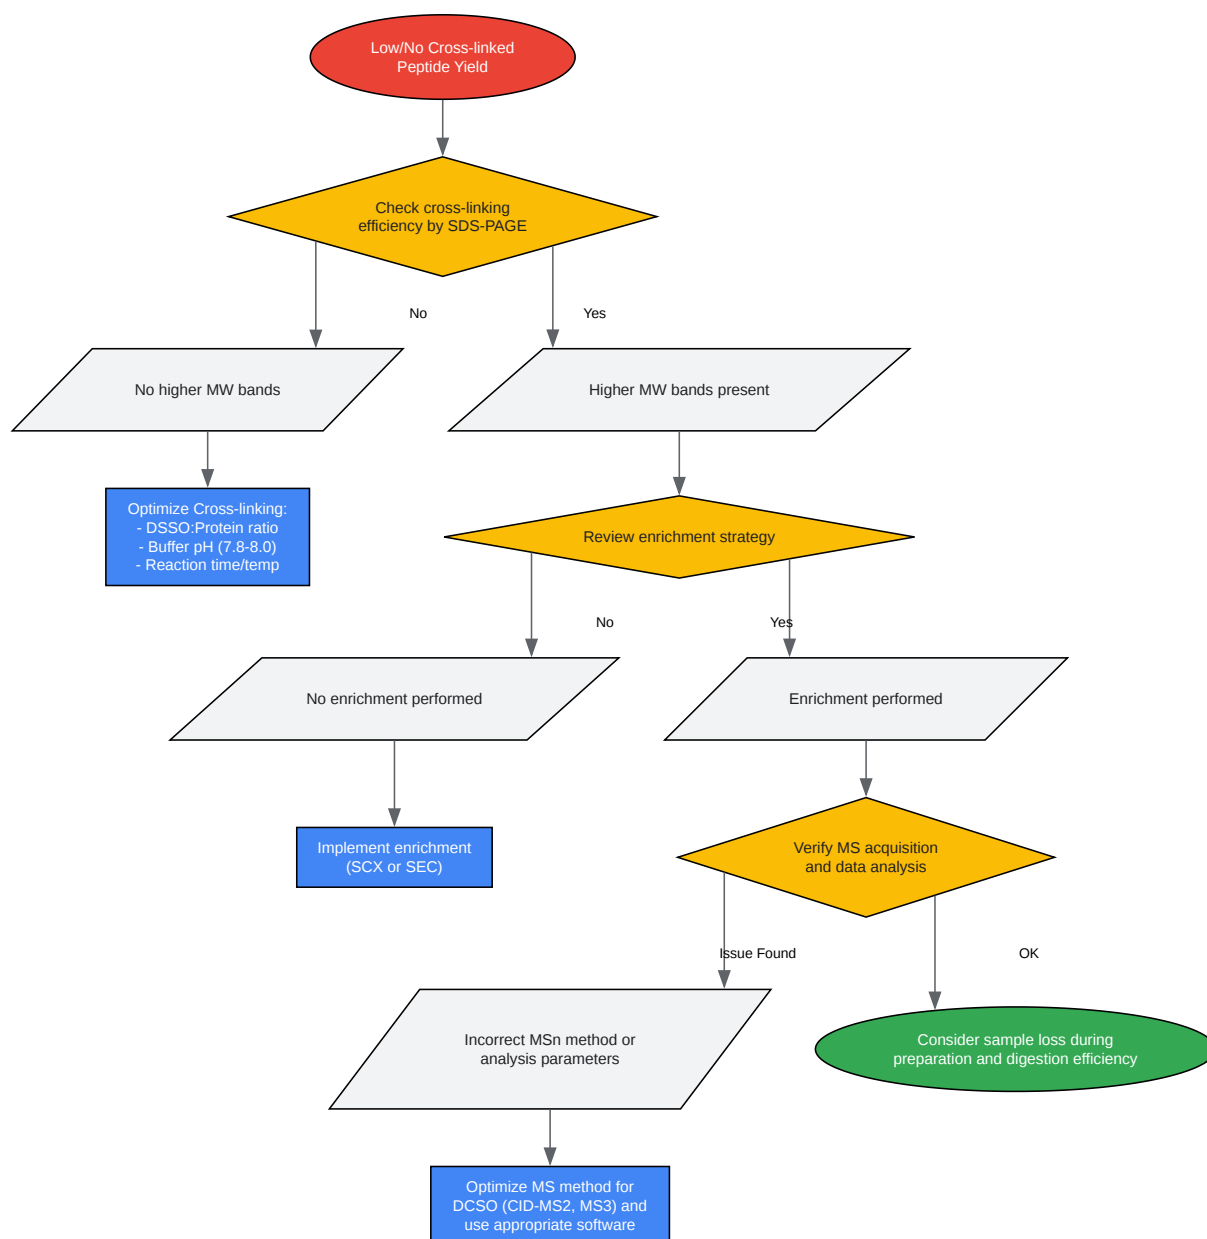 Low/No Cross-linked
Peptide Yield
Check cross-linking
efficiency by SDS-PAGE
No
Yes
No higher MW bands
Higher MW bands present
Optimize Cross-linking:
- DSSO:Protein ratio
- Buffer pH (7.8-8.0)
- Reaction time/temp
Review enrichment strategy
No
Yes
No enrichment performed
Enrichment performed
Implement enrichment
(SCX or SEC)
Verify MS acquisition
and data analysis
Issue Found
OK
Incorrect MSn method or
analysis parameters
Consider sample loss during
preparation and digestion efficiency
Optimize MS method for
DCSO (CID-MS2, MS3) and
use appropriate software